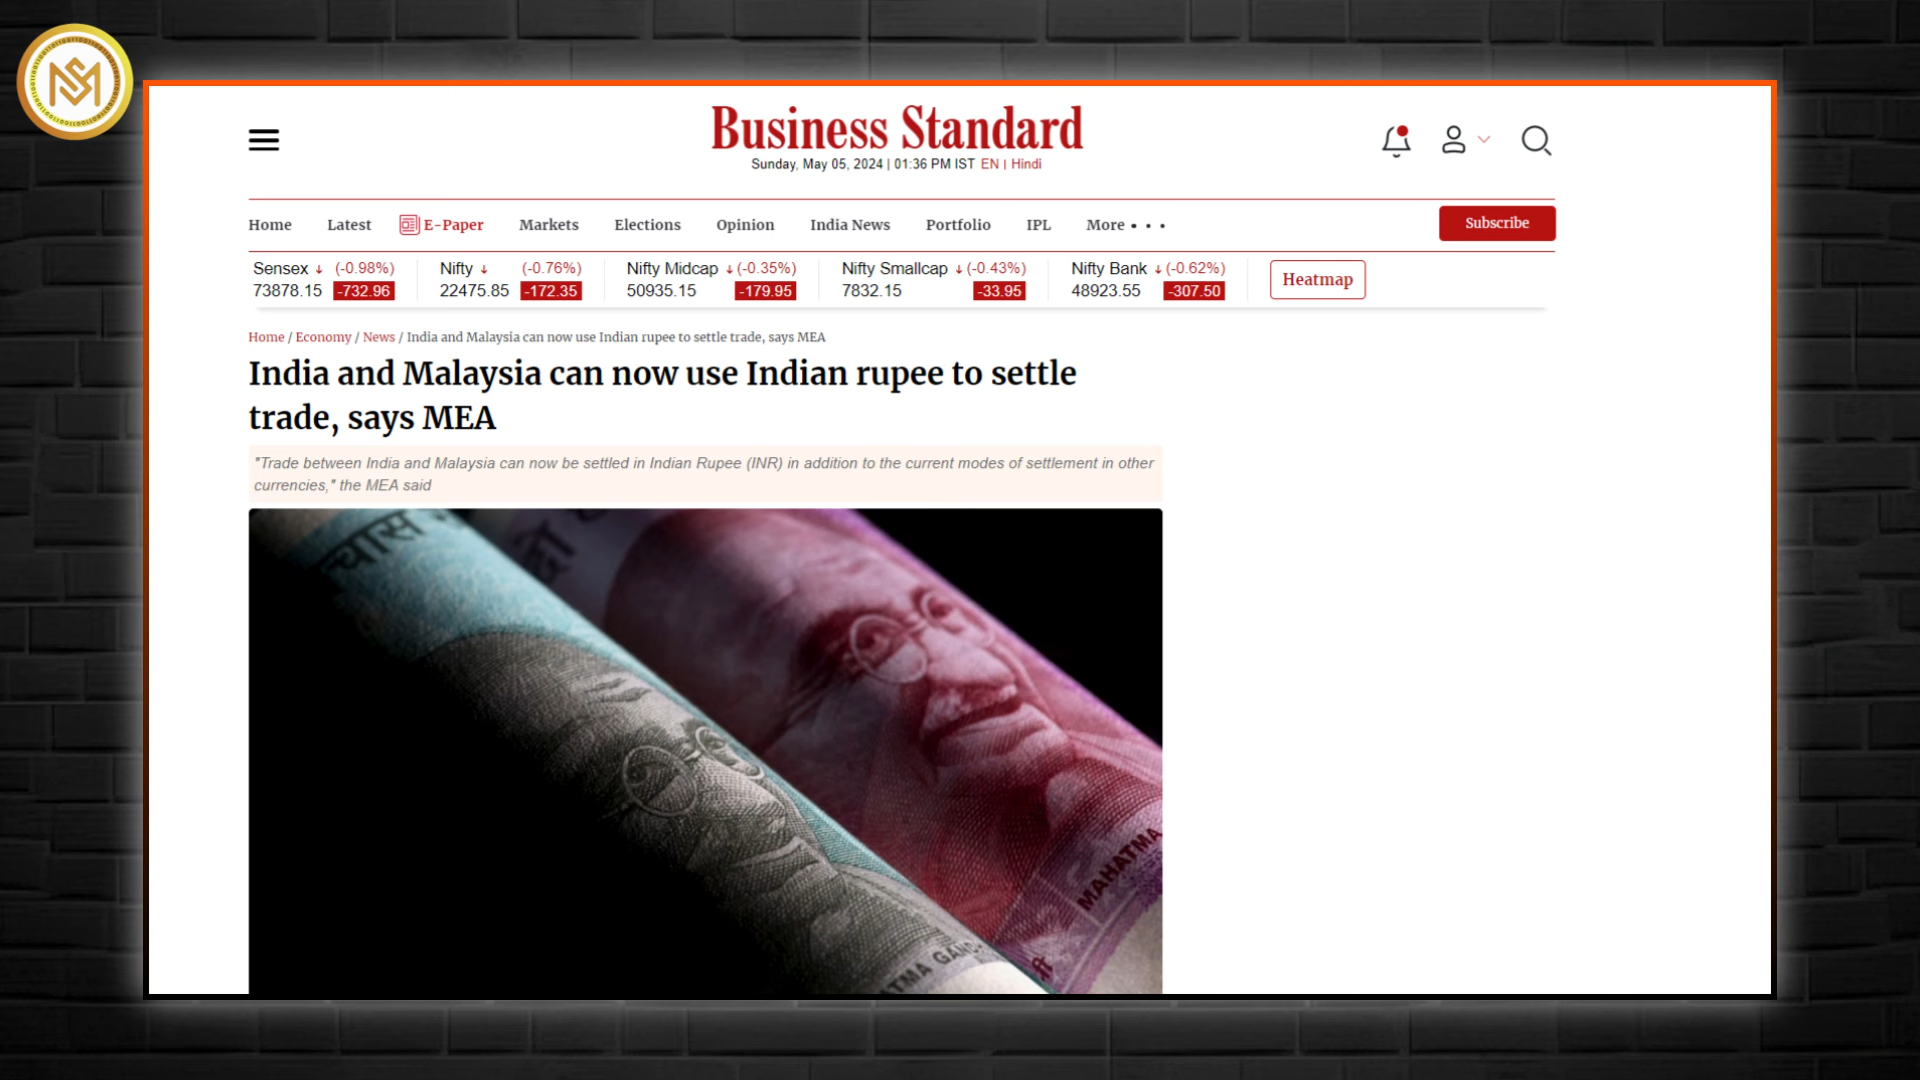 Business Standard
Sunday, May 05, 2024 | 01:36 PM IST EN | Hindi
Home Latest E-Paper Markets Elections Opinion India News Portfolio IPL More • • • Subscribe
Sensex ↓ (-0.98%) Nifty ↓ (-0.76%) Nifty Midcap ↓ (-0.35%) Nifty Smallcap ↓ (-0.43%) Nifty Bank ↓ (-0.62%)
73878.15 -732.96 22475.85 -172.35 50935.15 -179.95 7832.15 -33.95 48923.55 -307.50
Heatmap
Home / Economy / News / India and Malaysia can now use Indian rupee to settle trade, says MEA
India and Malaysia can now use Indian rupee to settle
trade, says MEA
"Trade between India and Malaysia can now be settled in Indian Rupee (INR) in addition to the current modes of settlement in other
currencies," the MEA said
MAHATMA